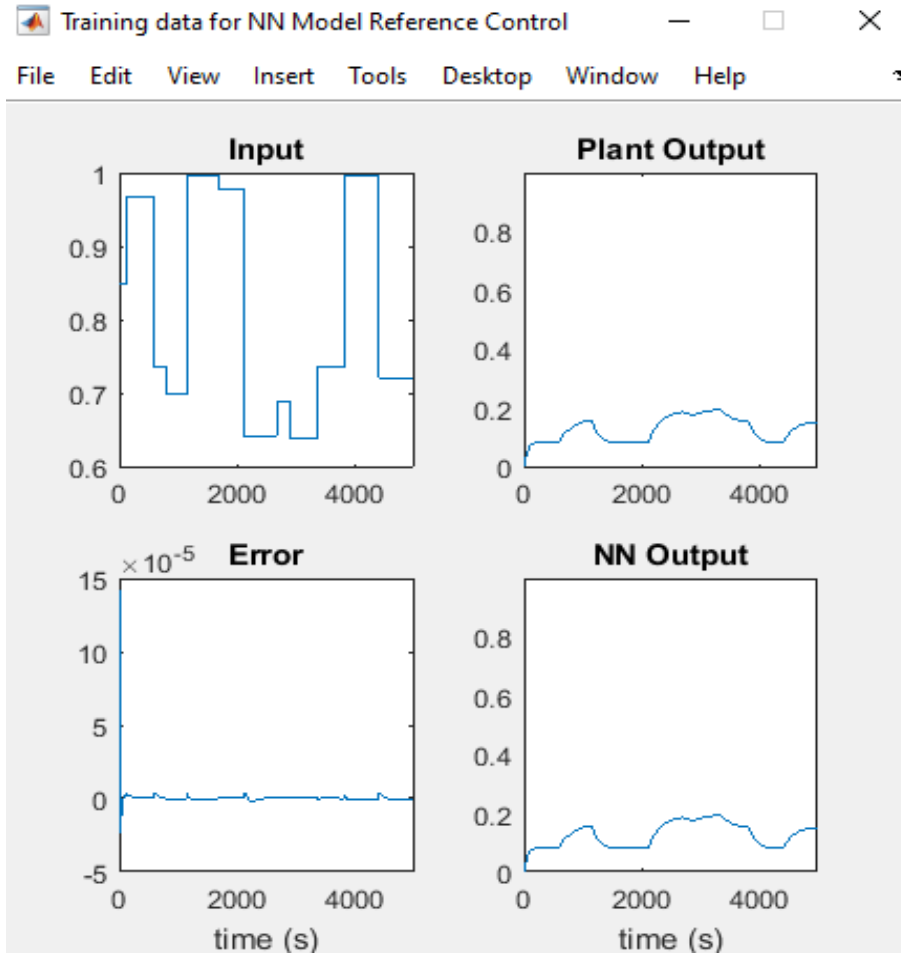 Training data for NN Model Reference Control
File Edit View Insert Tools Desktop Window Help
Input
1
0.9
0.8
0.7
0.6
0 2000 4000
Plant Output
0.8
0.6
0.4
0.2
0
0 2000 4000
Error
×10-5
15
10
5
0
-5
0 2000 4000
time (s)
NN Output
0.8
0.6
0.4
0.2
0
0 2000 4000
time (s)